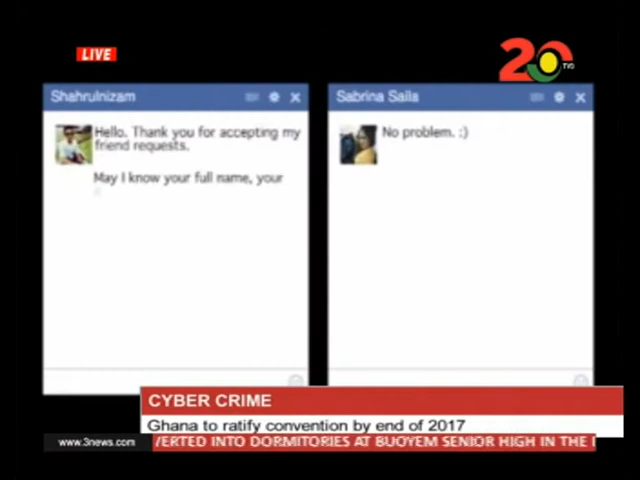 LIVE
20
TV3
Shahrulnizam
Sabrina Saila
Hello. Thank you for accepting my
friend requests.
May I know your full name, your
No problem. :)
CYBER CRIME
Ghana to ratify convention by end of 2017
www.3news.com
VERTED INTO DORMITORIES AT BUOYEM SENIOR HIGH IN THE